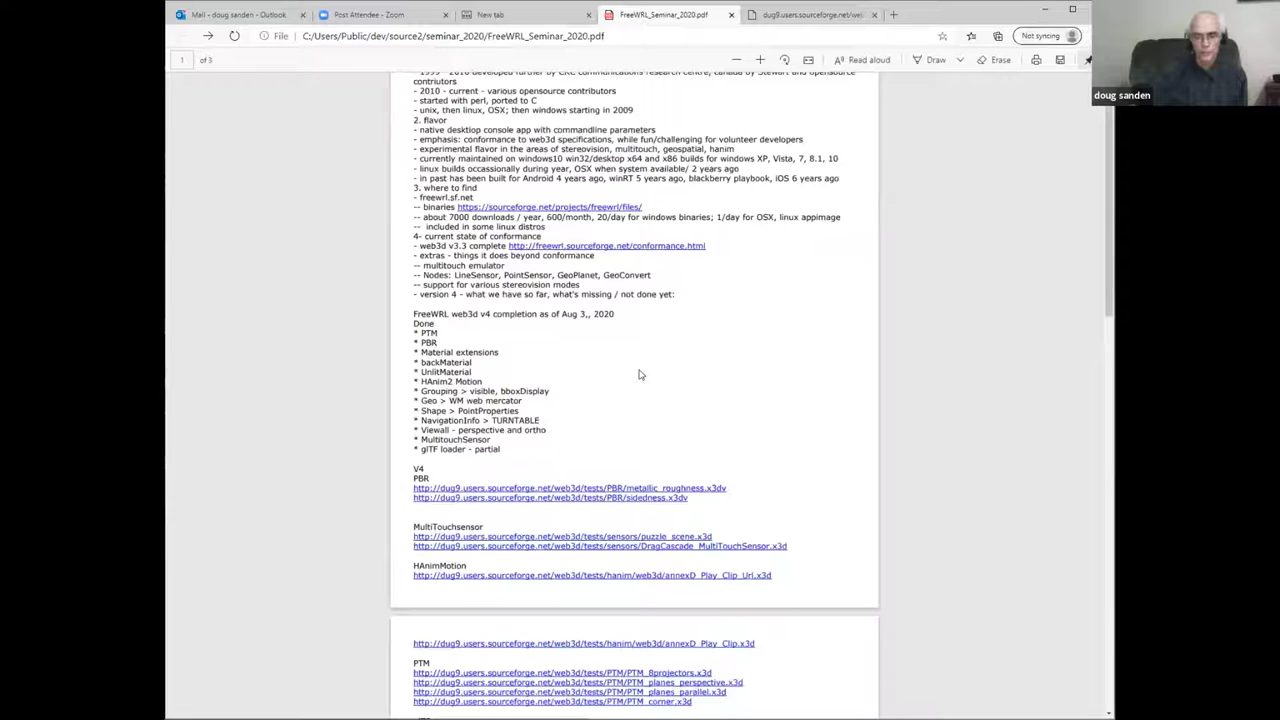 Mail - doug sanden - Outlook
Post Attendee - Zoom
New tab
FreeWRL_Seminar_2020.pdf
dug9.users.sourceforge.net/we
File
C:/Users/Public/dev/source2/seminar_2020/FreeWRL_Seminar_2020.pdf
Not syncing
1 of 3
Read aloud
Draw
Erase
doug sanden
- 1999 - 2010 developed further by CRC communications research centre, canada by Stewart and opensource
contriutors
- 2010 - current - various opensource contributors
- started with perl, ported to C
- unix, then linux, OSX; then windows starting in 2009
2. flavor
- native desktop console app with commandline parameters
- emphasis: conformance to web3d specifications, while fun/challenging for volunteer developers
- experimental flavor in the areas of stereovision, multitouch, geospatial, hanim
- currently maintained on windows10 win32/desktop x64 and x86 builds for windows XP, Vista, 7, 8.1, 10
- linux builds occassionally during year, OSX when system available/ 2 years ago
- in past has been built for Android 4 years ago, winRT 5 years ago, blackberry playbook, iOS 6 years ago
3. where to find
- freewrl.sf.net
-- binaries https://sourceforge.net/projects/freewrl/files/
-- about 7000 downloads / year, 600/month, 20/day for windows binaries; 1/day for OSX, linux appimage
-- included in some linux distros
4- current state of conformance
- web3d v3.3 complete http://freewrl.sourceforge.net/conformance.html
- extras - things it does beyond conformance
-- multitouch emulator
-- Nodes: LineSensor, PointSensor, GeoPlanet, GeoConvert
-- support for various stereovision modes
- version 4 - what we have so far, what's missing / not done yet:
FreeWRL web3d v4 completion as of Aug 3,, 2020
Done
* PTM
* PBR
* Material extensions
* backMaterial
* UnlitMaterial
* HAnim2 Motion
* Grouping > visible, bboxDisplay
* Geo > WM web mercator
* Shape > PointProperties
* NavigationInfo > TURNTABLE
* Viewall - perspective and ortho
* MultitouchSensor
* glTF loader - partial
V4
PBR
http://dug9.users.sourceforge.net/web3d/tests/PBR/metallic_roughness.x3dv
http://dug9.users.sourceforge.net/web3d/tests/PBR/sidedness.x3dv
MultiTouchsensor
http://dug9.users.sourceforge.net/web3d/tests/sensors/puzzle_scene.x3d
http://dug9.users.sourceforge.net/web3d/tests/sensors/DragCascade_MultiTouchSensor.x3d
HAnimMotion
http://dug9.users.sourceforge.net/web3d/tests/hanim/web3d/annexD_Play_Clip_Url.x3d
http://dug9.users.sourceforge.net/web3d/tests/hanim/web3d/annexD_Play_Clip.x3d
PTM
http://dug9.users.sourceforge.net/web3d/tests/PTM/PTM_8projectors.x3d
http://dug9.users.sourceforge.net/web3d/tests/PTM/PTM_planes_perspective.x3d
http://dug9.users.sourceforge.net/web3d/tests/PTM/PTM_planes_parallel.x3d
http://dug9.users.sourceforge.net/web3d/tests/PTM/PTM_corner.x3d